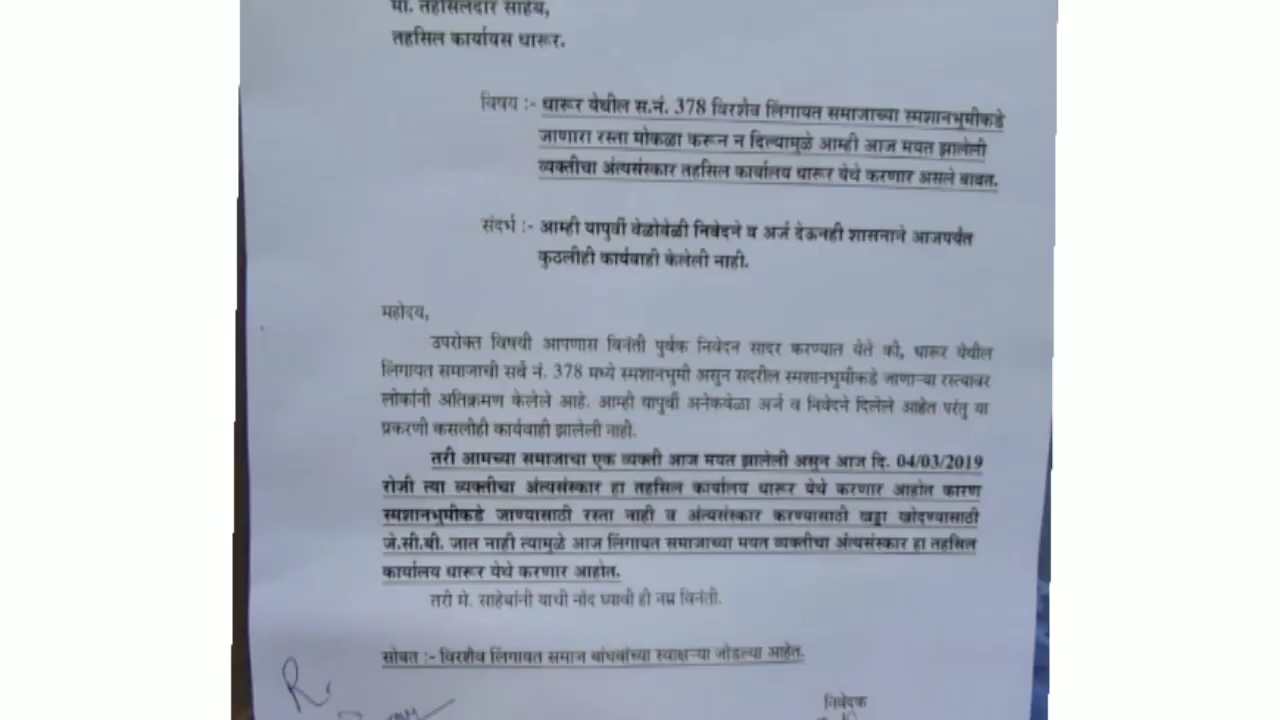 मा. तहसिलदार साहेब,
तहसिल कार्यायस धारूर.
विषय :- धारूर येथील स.नं. 378 विरशैव लिंगायत समाजाच्या स्मशानभुमीकडे
जाणारा रस्ता मोकळा करून न दिल्यामुळे आम्ही आज मयत झालेली
व्यक्तीचा अंत्यसंस्कार तहसिल कार्यालय धारूर येथे करणार असले बाबत.
संदर्भ :- आम्ही यापुर्वी वेळोवेळी निवेदने व अर्ज देऊनही शासनाने आजपर्यंत
कुठलीही कार्यवाही केलेली नाही.
महोदय,
उपरोक्त विषयी आपणास विनंती पुर्वक निवेदन सादर करण्यात येते की, धारूर येथील
लिंगायत समाजाची सर्वे नं. 378 मध्ये स्मशानभुमी असुन सदरील स्मशानभुमीकडे जाणाऱ्या रस्त्यावर
लोकांनी अतिक्रमण केलेले आहे. आम्ही यापुर्वी अनेकवेळा अर्ज व निवेदने दिलेले आहेत परंतु या
प्रकरणी कसलीही कार्यवाही झालेली नाही.
तरी आमच्या समाजाचा एक व्यक्ती आज मयत झालेली असुन आज दि. 04/03/2019
रोजी त्या व्यक्तीचा अंत्यसंस्कार हा तहसिल कार्यालय धारूर येथे करणार आहोत कारण
स्मशानभुमीकडे जाण्यासाठी रस्ता नाही व अंत्यसंस्कार करण्यासाठी खड्डा खोदण्यासाठी
जे.सी.बी. जात नाही त्यामुळे आज लिंगायत समाजाच्या मयत व्यक्तीचा अंत्यसंस्कार हा तहसिल
कार्यालय धारूर येथे करणार आहोत.
तरी मे. साहेबांनी याची नोंद घ्यावी ही नम्र विनंती.
सोबत :- विरशैव लिंगायत समाज बांधवांच्या स्वाक्षऱ्या जोडल्या आहेत.
निवेदक